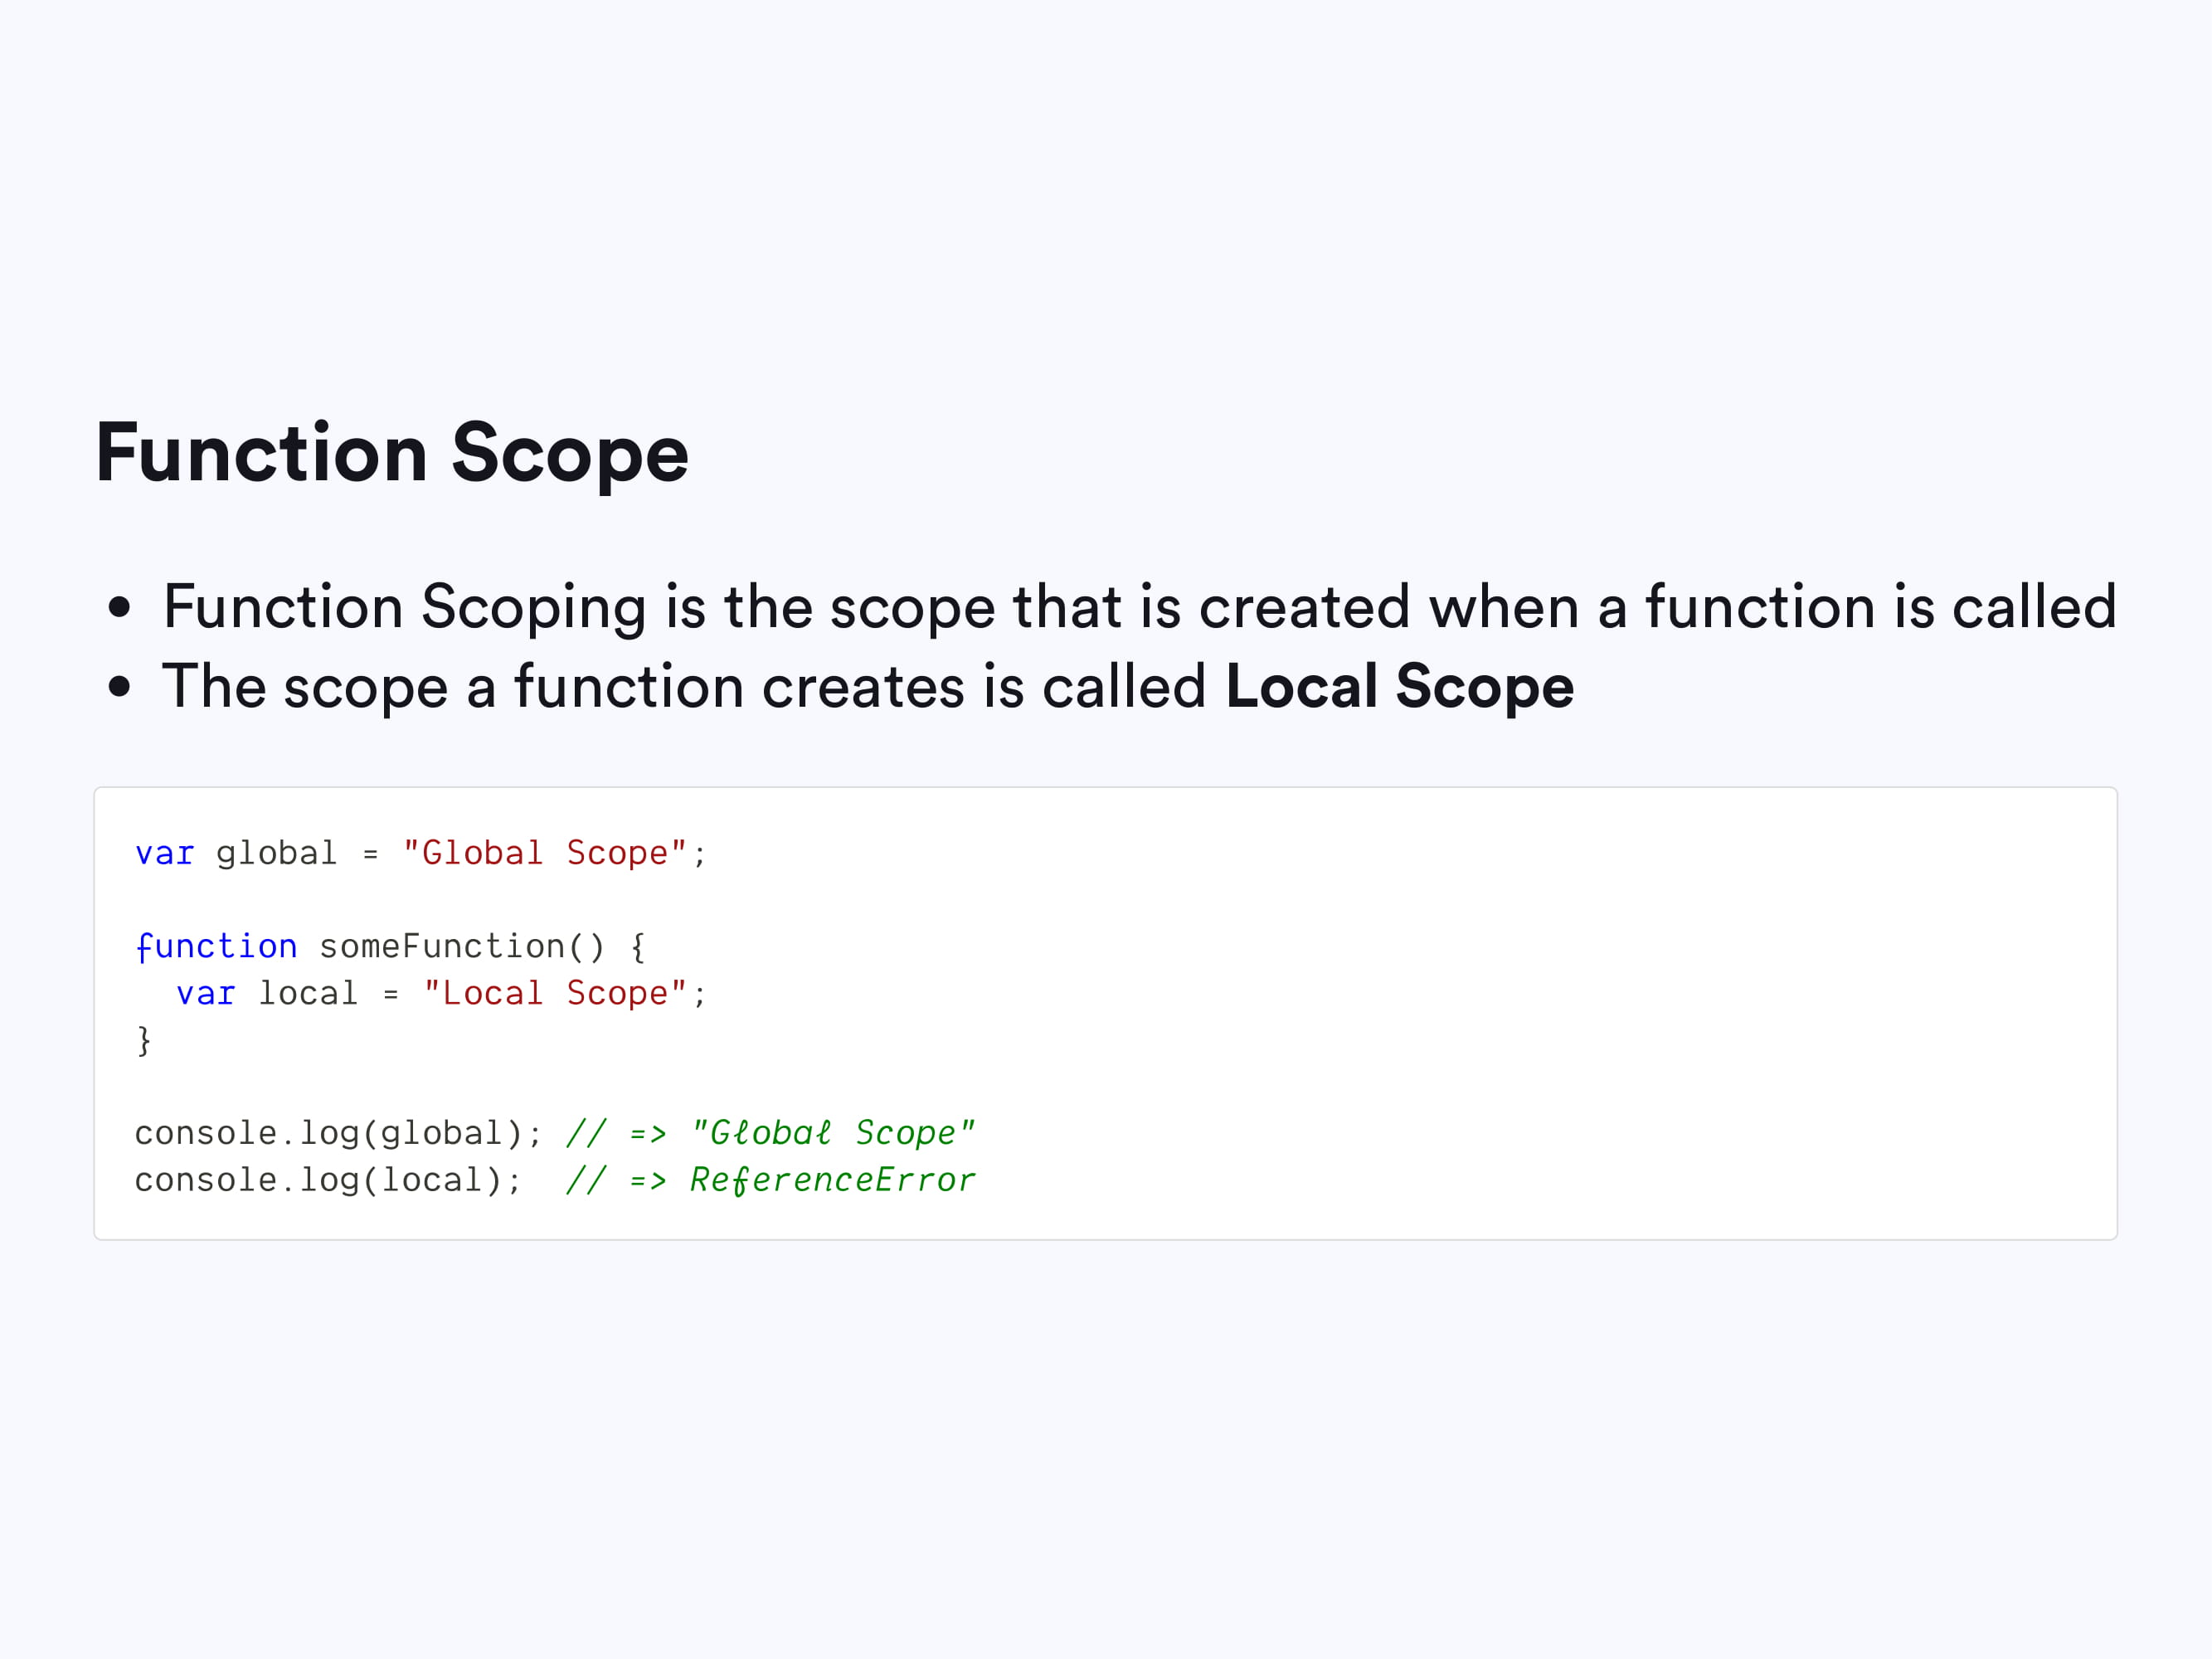 Function Scope
• Function Scoping is the scope that is created when a function is called
• The scope a function creates is called Local Scope
var global = "Global Scope";
function someFunction() {
  var local = "Local Scope";
}
console.log(global); // => "Global Scope"
console.log(local);  // => ReferenceError